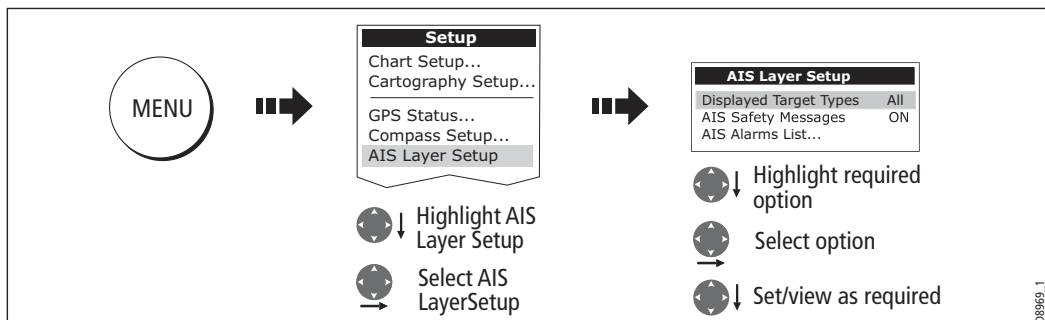 MENU
Setup
Chart Setup...
Cartography Setup...
GPS Status...
Compass Setup...
AIS Layer Setup
Highlight AIS
Layer Setup
Select AIS
LayerSetup
AIS Layer Setup
Displayed Target Types All
AIS Safety Messages ON
AIS Alarms List...
Highlight required
option
Select option
Set/view as required
D8969_1